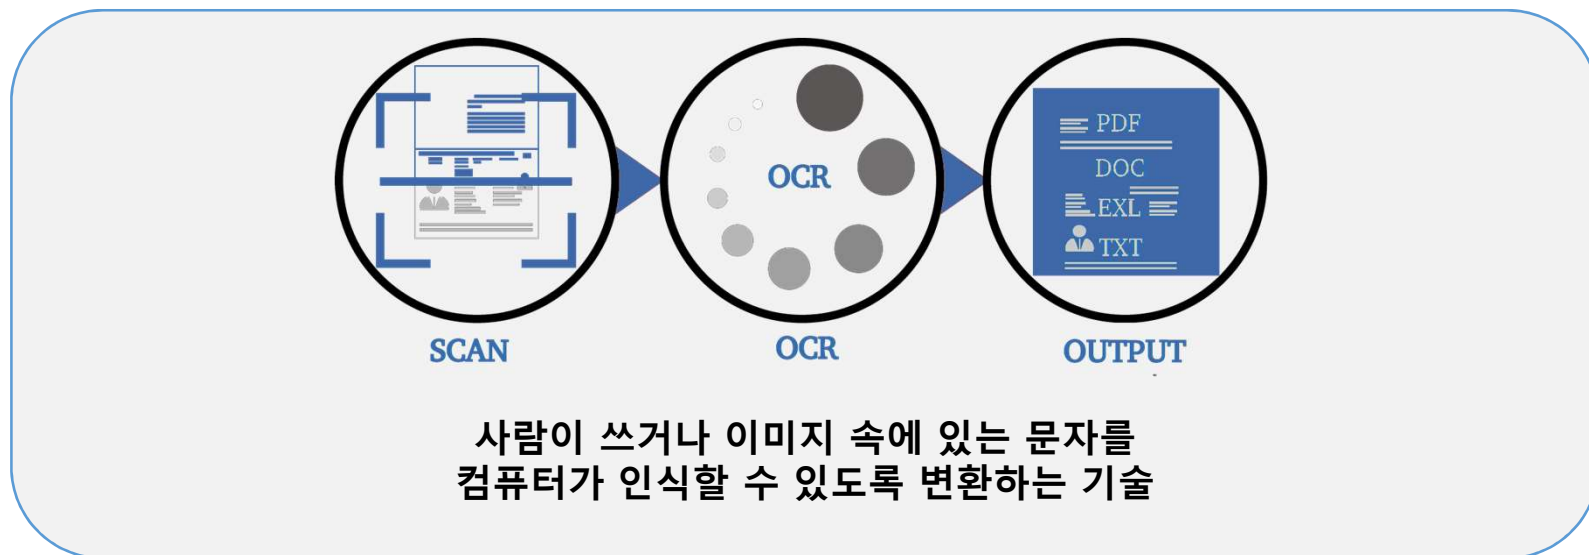 OCR
PDF
DOC
EXL
TXT
SCAN
OCR
OUTPUT
사람이 쓰거나 이미지 속에 있는 문자를
컴퓨터가 인식할 수 있도록 변환하는 기술